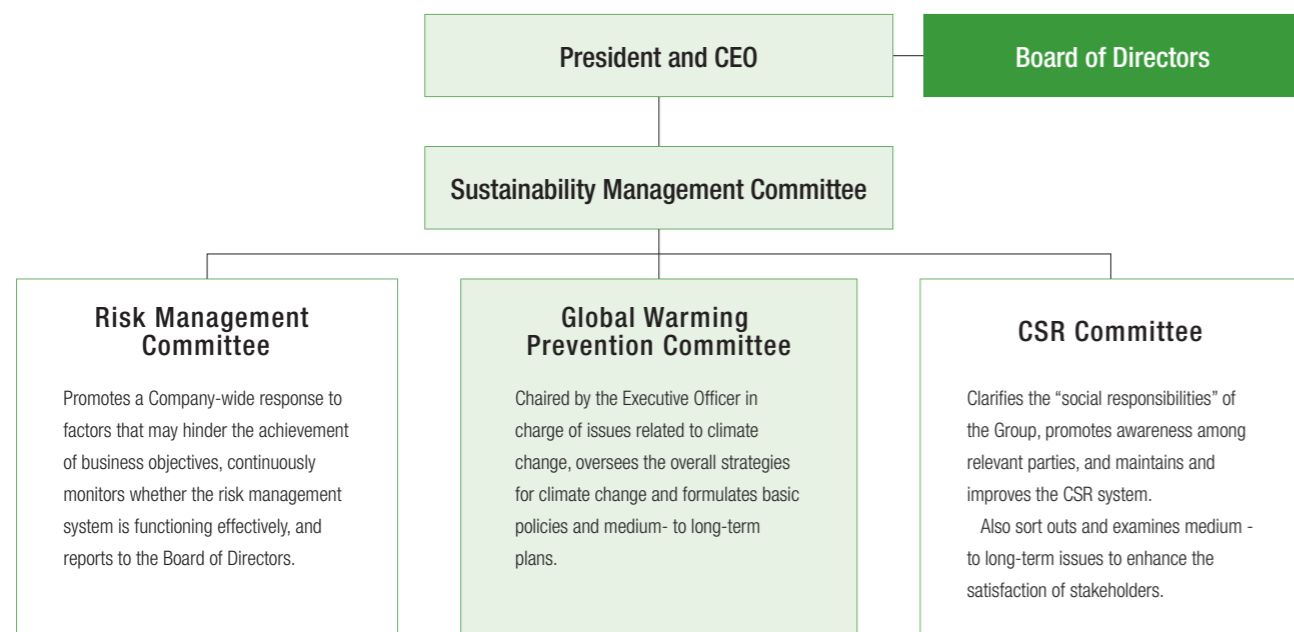 President and CEO
Board of Directors
Sustainability Management Committee
Risk Management
Committee
Promotes a Company-wide response to
factors that may hinder the achievement
of business objectives, continuously
monitors whether the risk management
system is functioning effectively, and
reports to the Board of Directors.
Global Warming
Prevention Committee
Chaired by the Executive Officer in
charge of issues related to climate
change, oversees the overall strategies
for climate change and formulates basic
policies and medium- to long-term
plans.
CSR Committee
Clarifies the “social responsibilities” of
the Group, promotes awareness among
relevant parties, and maintains and
improves the CSR system.
Also sort outs and examines medium -
to long-term issues to enhance the
satisfaction of stakeholders.